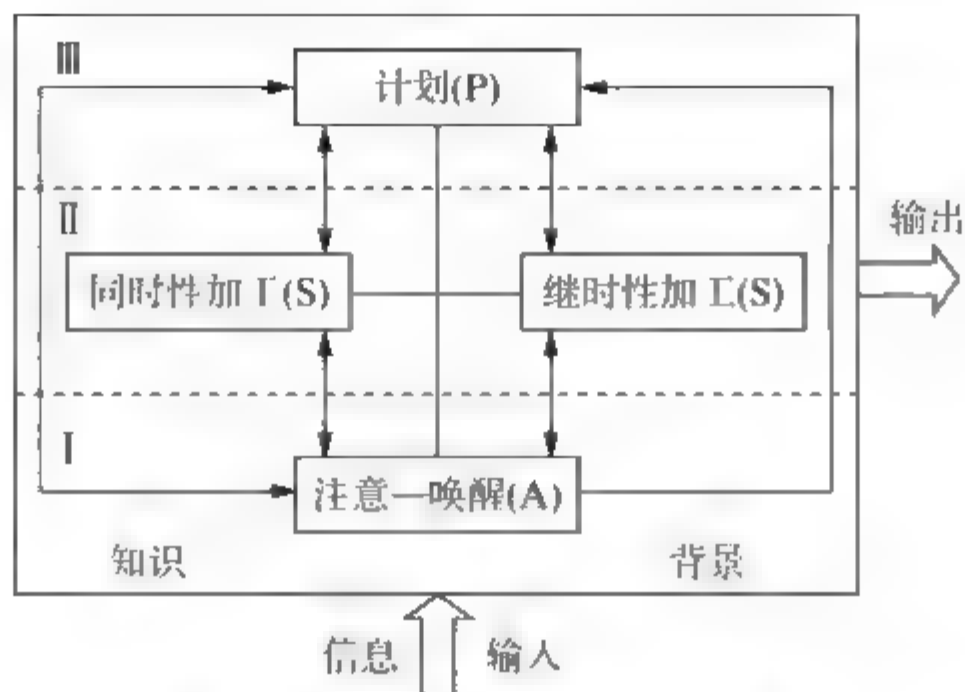 Ⅲ
计划(P)
Ⅱ
输出
同时性加工(S)
继时性加工(S)
Ⅰ
注意—唤醒(A)
知识
背景
信息
输入